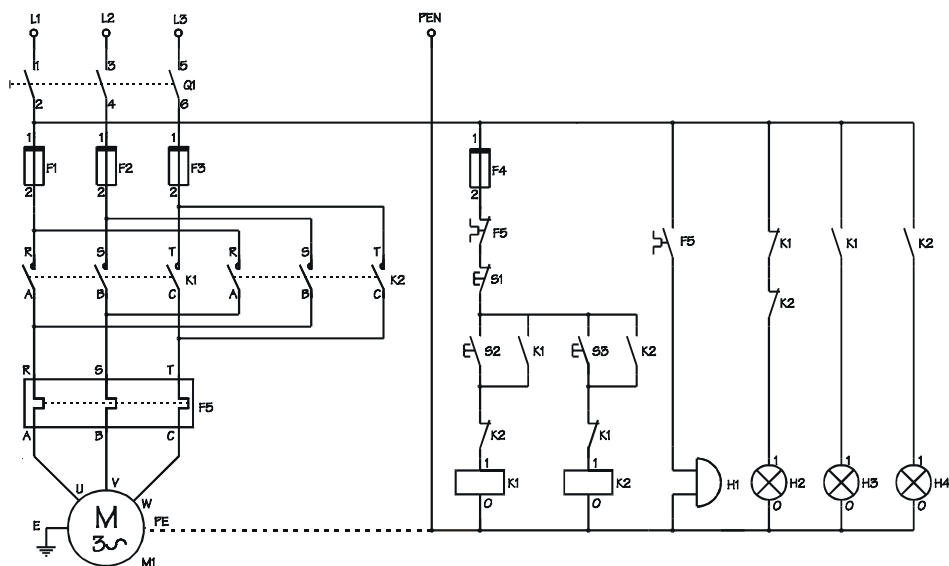 L1 L2 L3 PEN
1 3 5
Q1
2 4 6
1 1 1 1
F1 F2 F3 F4
2 2 2 2
F5 F5 K1 K1 K2
R S T R S T
K1 K2 S1
A B C A B C
K2
S2 K1 S3 K2
R S T
F5
A B C
K2 K1
U V W
1 1 1 1 1
K1 K2 H1 H2 H3 H4
0 0 0 0 0
M
3
E PE
M1